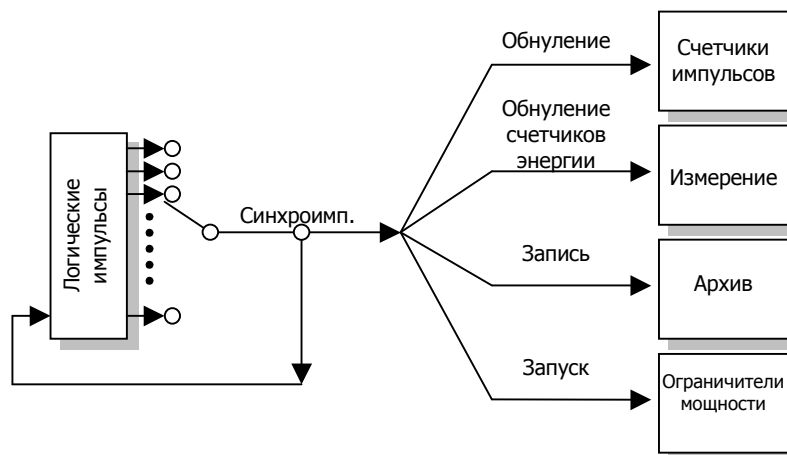 Обнуление
Счетчики
импульсов
Обнуление
счетчиков
энергии
Измерение
Логические
импульсы
Синхроимп.
Запись
Архив
Запуск
Ограничители
мощности